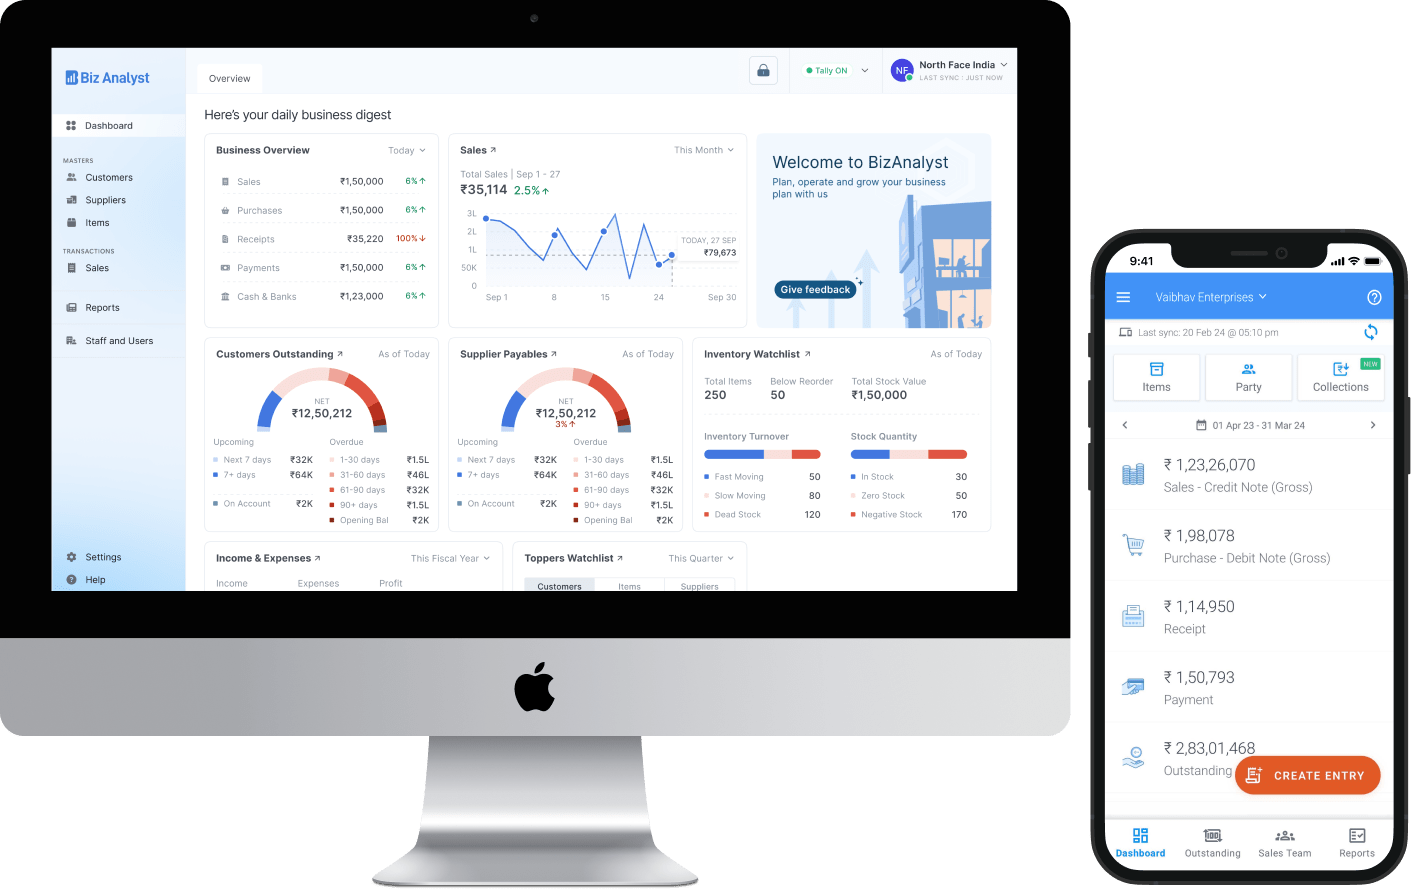 Biz Analyst
Overview
Tally ON
NF
North Face India
LAST SYNC : JUST NOW
Dashboard
MASTERS
Customers
Suppliers
Items
TRANSACTIONS
Sales
Reports
Staff and Users
Settings
Help
Here's your daily business digest
Business Overview
Today
Sales ₹1,50,000 6%↑
Purchases ₹1,50,000 6%↑
Receipts ₹35,220 100%↓
Payments ₹1,50,000 6%↑
Cash & Banks ₹1,23,000 6%↑
Sales ↗
This Month
Total Sales | Sep 1 - 27
₹35,114 2.5%↑
3L
2L
1L
50K
0
TODAY, 27 SEP
₹79,673
Sep 1 8 15 24 Sep 30
Welcome to BizAnalyst
Plan, operate and grow your business
plan with us
Give feedback
Customers Outstanding ↗
As of Today
NET
₹12,50,212
Upcoming Overdue
Next 7 days ₹32K 1-30 days ₹1.5L
7+ days ₹64K 31-60 days ₹46L
61-90 days ₹32K
On Account ₹2K 90+ days ₹1.5L
Opening Bal ₹2K
Supplier Payables ↗
As of Today
NET
₹12,50,212
3%↑
Upcoming Overdue
Next 7 days ₹32K 1-30 days ₹1.5L
7+ days ₹64K 31-60 days ₹46L
61-90 days ₹32K
On Account ₹2K 90+ days ₹1.5L
Opening Bal ₹2K
Inventory Watchlist ↗
As of Today
Total Items Below Reorder Total Stock Value
250 50 ₹1,50,000
Inventory Turnover Stock Quantity
Fast Moving 50 In Stock 30
Slow Moving 80 Zero Stock 50
Dead Stock 120 Negative Stock 170
Income & Expenses ↗
This Fiscal Year
Income Expenses Profit
Toppers Watchlist ↗
This Quarter
Customers Items Suppliers
9:41
Vaibhav Enterprises
Last sync: 20 Feb 24 @ 05:10 pm
NEW
Items Party Collections
01 Apr 23 - 31 Mar 24
₹ 1,23,26,070
Sales - Credit Note (Gross)
₹ 1,98,078
Purchase - Debit Note (Gross)
₹ 1,14,950
Receipt
₹ 1,50,793
Payment
₹ 2,83,01,468
Outstanding
CREATE ENTRY
Dashboard Outstanding Sales Team Reports